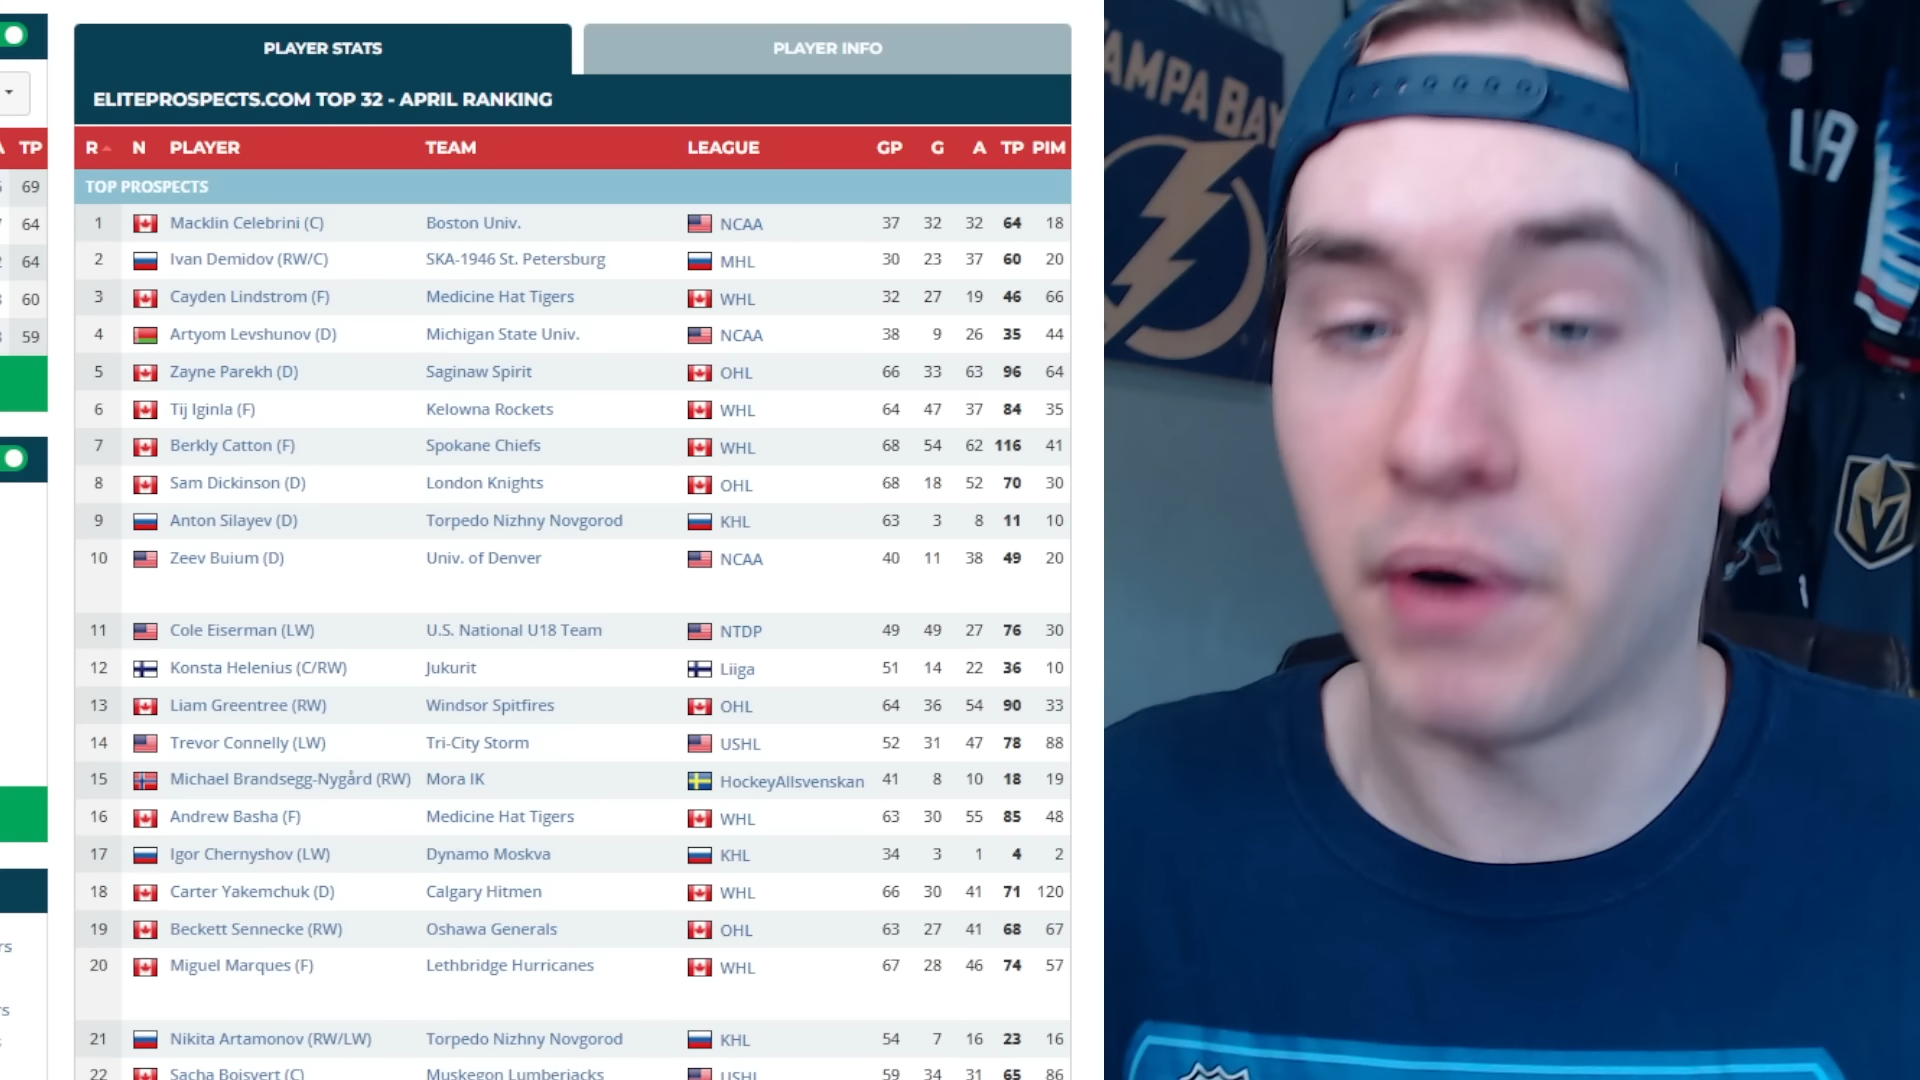 PLAYER STATS PLAYER INFO
ELITEPROSPECTS.COM TOP 32 - APRIL RANKING
R N PLAYER TEAM LEAGUE GP G A TP PIM
TOP PROSPECTS
1 Macklin Celebrini (C) Boston Univ. NCAA 37 32 32 64 18
2 Ivan Demidov (RW/C) SKA-1946 St. Petersburg MHL 30 23 37 60 20
3 Cayden Lindstrom (F) Medicine Hat Tigers WHL 32 27 19 46 66
4 Artyom Levshunov (D) Michigan State Univ. NCAA 38 9 26 35 44
5 Zayne Parekh (D) Saginaw Spirit OHL 66 33 63 96 64
6 Tij Iginla (F) Kelowna Rockets WHL 64 47 37 84 35
7 Berkly Catton (F) Spokane Chiefs WHL 68 54 62 116 41
8 Sam Dickinson (D) London Knights OHL 68 18 52 70 30
9 Anton Silayev (D) Torpedo Nizhny Novgorod KHL 63 3 8 11 10
10 Zeev Buium (D) Univ. of Denver NCAA 40 11 38 49 20
11 Cole Eiserman (LW) U.S. National U18 Team NTDP 49 49 27 76 30
12 Konsta Helenius (C/RW) Jukurit Liiga 51 14 22 36 10
13 Liam Greentree (RW) Windsor Spitfires OHL 64 36 54 90 33
14 Trevor Connelly (LW) Tri-City Storm USHL 52 31 47 78 88
15 Michael Brandsegg-Nygård (RW) Mora IK HockeyAllsvenskan 41 8 10 18 19
16 Andrew Basha (F) Medicine Hat Tigers WHL 63 30 55 85 48
17 Igor Chernyshov (LW) Dynamo Moskva KHL 34 3 1 4 2
18 Carter Yakemchuk (D) Calgary Hitmen WHL 66 30 41 71 120
19 Beckett Sennecke (RW) Oshawa Generals OHL 63 27 41 68 67
20 Miguel Marques (F) Lethbridge Hurricanes WHL 67 28 46 74 57
21 Nikita Artamonov (RW/LW) Torpedo Nizhny Novgorod KHL 54 7 16 23 16
22 Sacha Boisvert (C) Muskegon Lumberjacks USHL 59 34 31 65 86
TP
69
64
64
60
59
AMPA BAY
LA